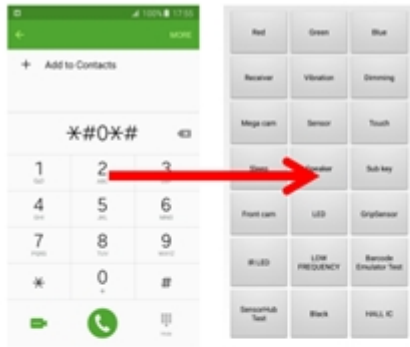 100% 17:55
MORE
+ Add to Contacts
*#0*#
1 2 3
4 5 6
GHI JKL MNO
7 8 9
PQRS TUV WXYZ
* 0 #
+
Red Green Blue
Receiver Vibration Dimming
Mega cam Sensor Touch
Sleep Speaker Sub key
Front cam LED GripSensor
IR LED LOW FREQUENCY Barcode Emulator Test
SensorHub Test Black HALL IC